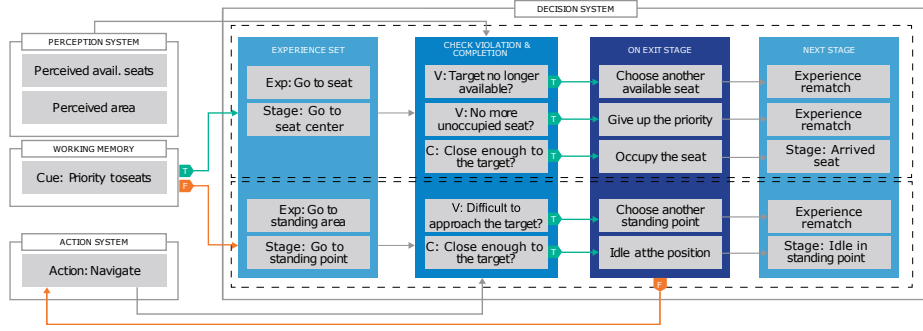 DECISION SYSTEM
PERCEPTION SYSTEM
Perceived avail. seats
Perceived area
WORKING MEMORY
Cue: Priority toseats
T
F
ACTION SYSTEM
Action: Navigate
EXPERIENCE SET
Exp: Go to seat
Stage: Go to
seat center
Exp: Go to
standing area
Stage: Go to
standing point
CHECK VIOLATION &
COMPLETION
V: Target no longer
available?
T
V: No more
unoccupied seat?
T
C: Close enough to
the target?
T
V: Difficult to
approach the target?
T
C: Close enough to
the target?
T
ON EXIT STAGE
Choose another
available seat
Give up the priority
Occupy the seat
Choose another
standing point
Idle atthe position
F
NEXT STAGE
Experience
rematch
Experience
rematch
Stage: Arrived
seat
Experience
rematch
Stage: Idle in
standing point